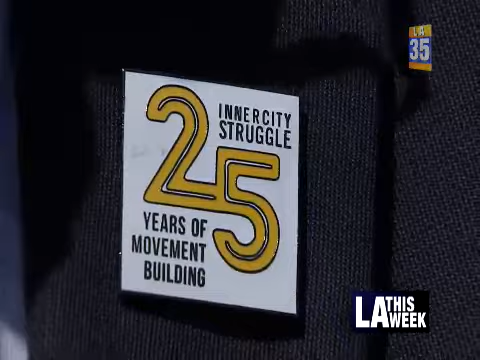 LA
35
INNERCITY
STRUGGLE
25
YEARS OF
MOVEMENT
BUILDING
LA THIS
WEEK